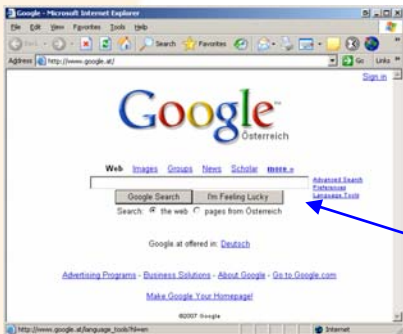 Google - Microsoft Internet Explorer
File Edit View Favorites Tools Help
Search Favorites
Address http://www.google.at/ Go Links »
Sign in
Google™
Österreich
Web Images Groups News Scholar more »
Advanced Search
Preferences
Language Tools
Google Search I'm Feeling Lucky
Search: the web pages from Österreich
Google.at offered in: Deutsch
Advertising Programs - Business Solutions - About Google - Go to Google.com
Make Google Your Homepage!
©2007 Google
http://www.google.at/language_tools?hl=en Internet